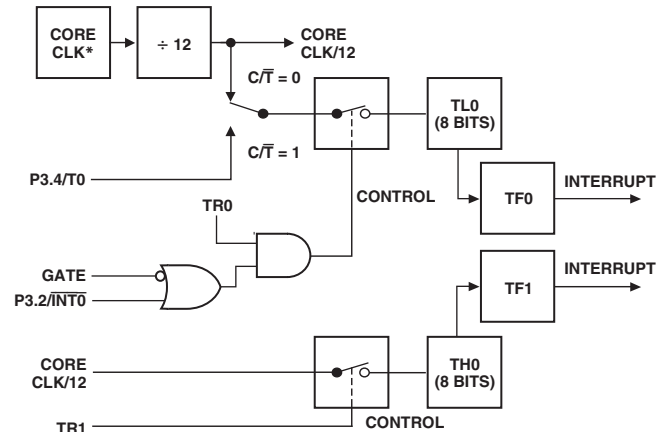 CORE
CLK*
÷ 12
CORE
CLK/12
C/T̅ = 0
TL0
(8 BITS)
C/T̅ = 1
P3.4/T0
INTERRUPT
TF0
CONTROL
TR0
GATE
P3.2/I̅N̅T̅0̅
INTERRUPT
TF1
CORE
CLK/12
TH0
(8 BITS)
CONTROL
TR1